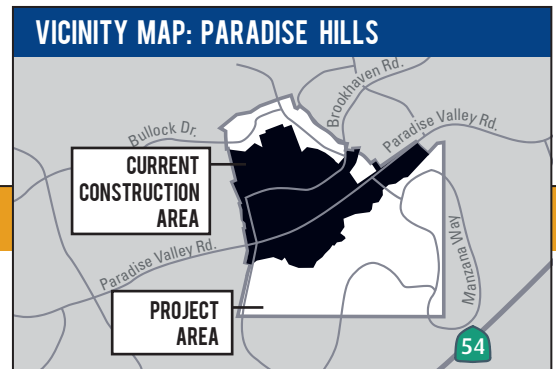 VICINITY MAP: PARADISE HILLS
Brookhaven Rd.
Bullock Dr.
Paradise Valley Rd.
CURRENT
CONSTRUCTION
AREA
Paradise Valley Rd.
Manzana Way
PROJECT
AREA
54